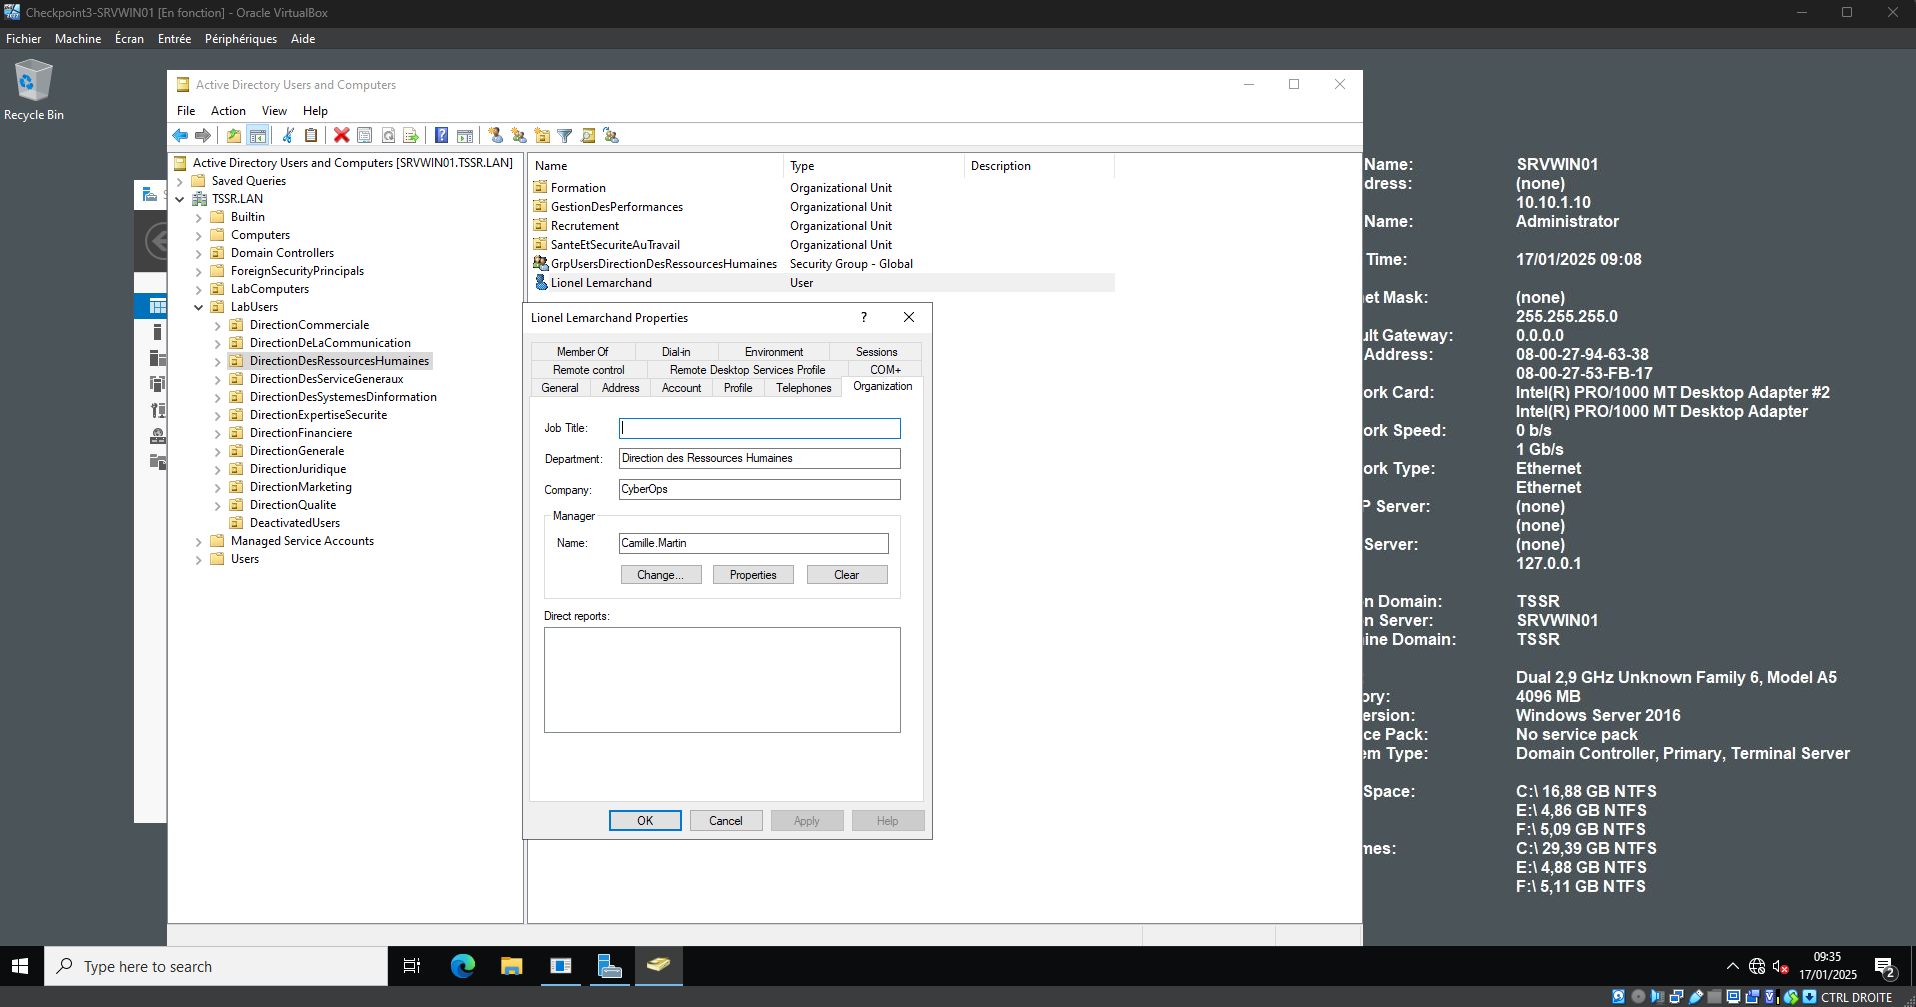 Checkpoint3-SRVWIN01 [En fonction] - Oracle VirtualBox
Fichier Machine Écran Entrée Périphériques Aide
Recycle Bin
Active Directory Users and Computers
File Action View Help
Active Directory Users and Computers [SRVWIN01.TSSR.LAN]
Saved Queries
TSSR.LAN
Builtin
Computers
Domain Controllers
ForeignSecurityPrincipals
LabComputers
LabUsers
DirectionCommerciale
DirectionDeLaCommunication
DirectionDesRessourcesHumaines
DirectionDesServiceGeneraux
DirectionDesSystemesDinformation
DirectionExpertiseSecurite
DirectionFinanciere
DirectionGenerale
DirectionJuridique
DirectionMarketing
DirectionQualite
DeactivatedUsers
Managed Service Accounts
Users
Name Type Description
Formation Organizational Unit
GestionDesPerformances Organizational Unit
Recrutement Organizational Unit
SanteEtSecuriteAuTravail Organizational Unit
GrpUsersDirectionDesRessourcesHumaines Security Group - Global
Lionel Lemarchand User
Lionel Lemarchand Properties ?
Member Of Dial-in Environment Sessions
Remote control Remote Desktop Services Profile COM+
General Address Account Profile Telephones Organization
Job Title:
Department: Direction des Ressources Humaines
Company: CyberOps
Manager
Name: Camille.Martin
Change... Properties Clear
Direct reports:
OK Cancel Apply Help
Name: SRVWIN01
dress: (none)
10.10.1.10
Name: Administrator
Time: 17/01/2025 09:08
et Mask: (none)
255.255.255.0
ult Gateway: 0.0.0.0
Address: 08-00-27-94-63-38
08-00-27-53-FB-17
ork Card: Intel(R) PRO/1000 MT Desktop Adapter #2
Intel(R) PRO/1000 MT Desktop Adapter
ork Speed: 0 b/s
1 Gb/s
ork Type: Ethernet
Ethernet
P Server: (none)
(none)
Server: (none)
127.0.0.1
n Domain: TSSR
n Server: SRVWIN01
ine Domain: TSSR
: Dual 2,9 GHz Unknown Family 6, Model A5
ory: 4096 MB
ersion: Windows Server 2016
ce Pack: No service pack
em Type: Domain Controller, Primary, Terminal Server
Space: C:\ 16,88 GB NTFS
E:\ 4,86 GB NTFS
F:\ 5,09 GB NTFS
mes: C:\ 29,39 GB NTFS
E:\ 4,88 GB NTFS
F:\ 5,11 GB NTFS
Type here to search
09:35
17/01/2025
2
CTRL DROITE